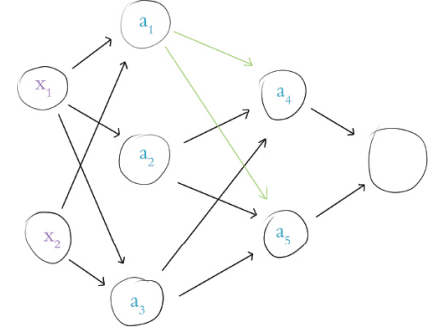 x₁
x₂
a₁
a₂
a₃
a₄
a₅